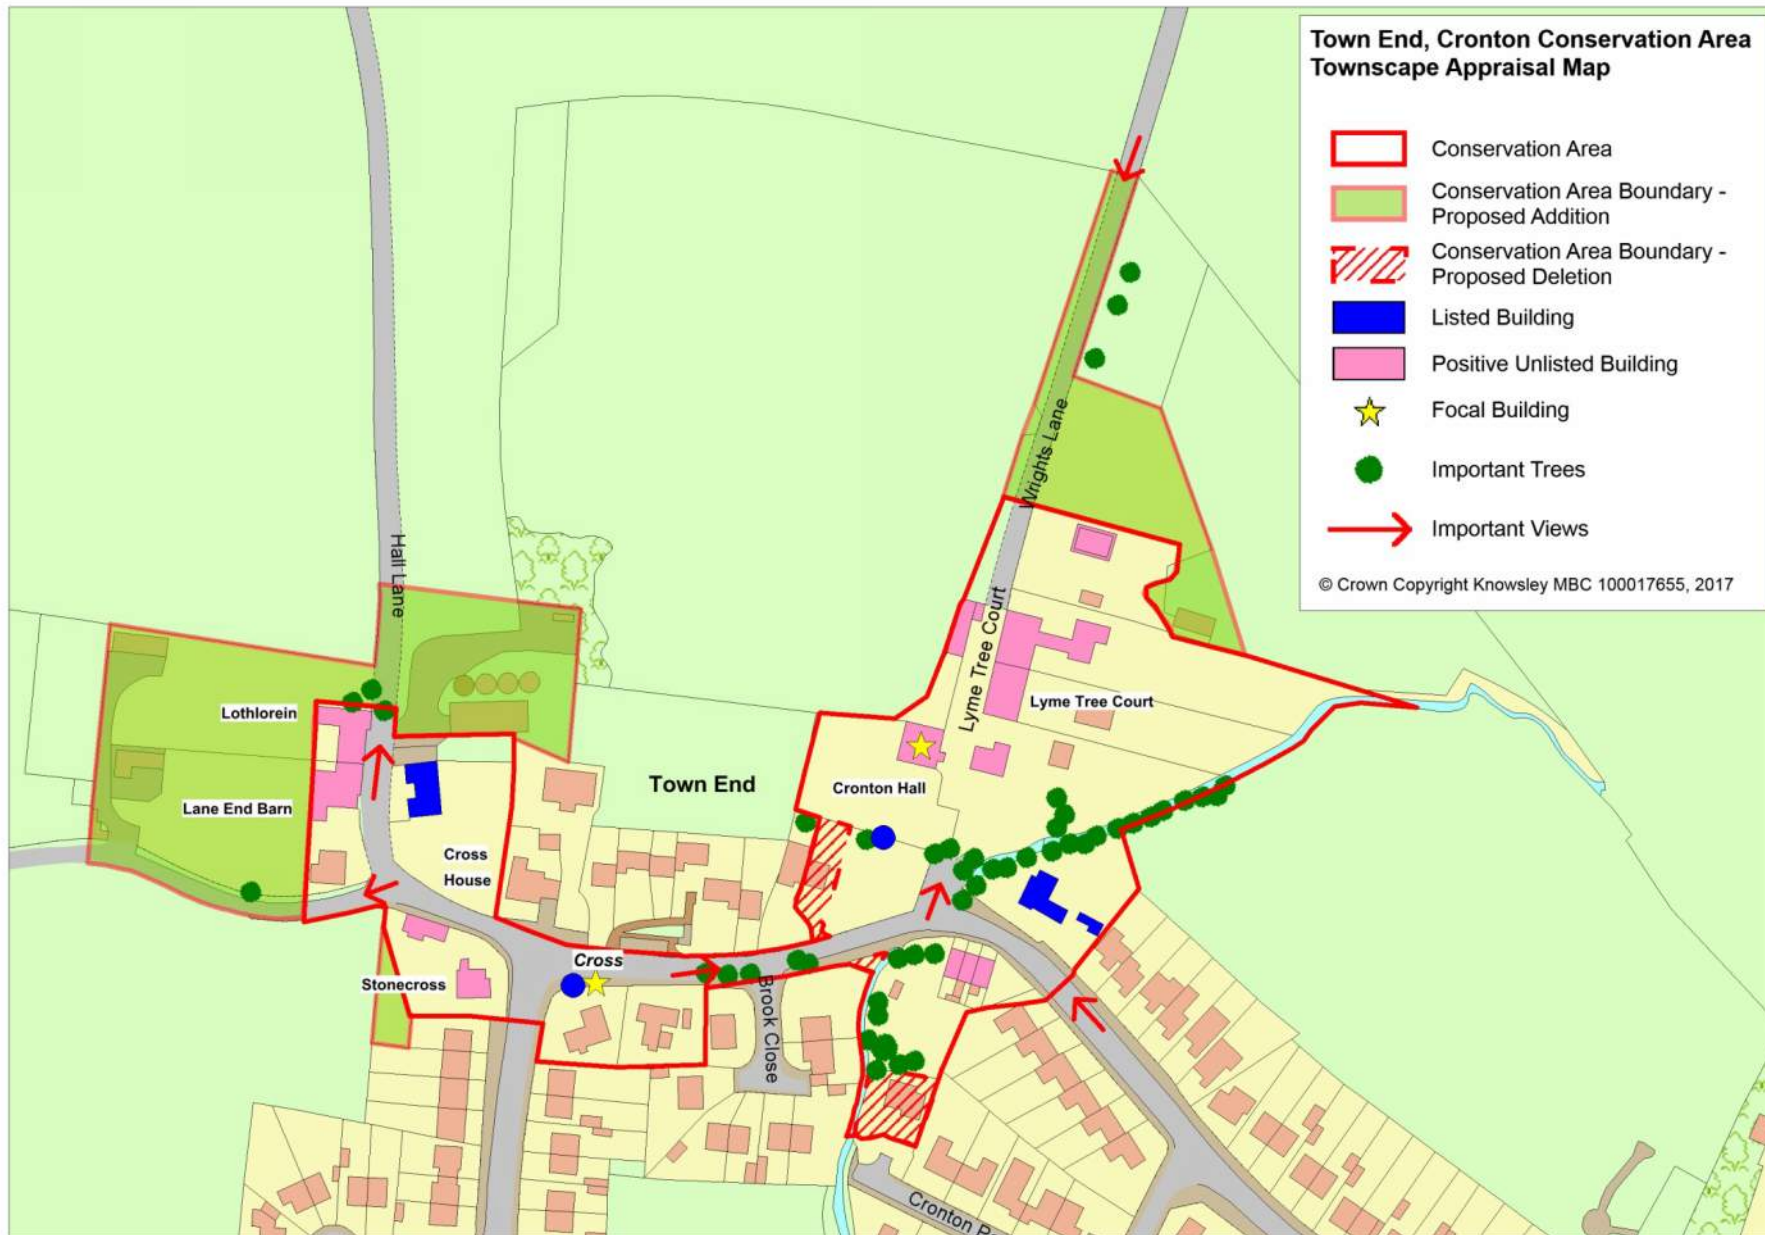 Town End, Cronton Conservation Area
Townscape Appraisal Map
Conservation Area
Conservation Area Boundary -
Proposed Addition
Conservation Area Boundary -
Proposed Deletion
Listed Building
Positive Unlisted Building
Focal Building
Important Trees
Important Views
© Crown Copyright Knowsley MBC 100017655, 2017
Wrights Lane
Hall Lane
Lyme Tree Court
Lothlorein
Lyme Tree Court
Town End
Cronton Hall
Lane End Barn
Cross
House
Cross
Stonecross
Brook Close
Cronton